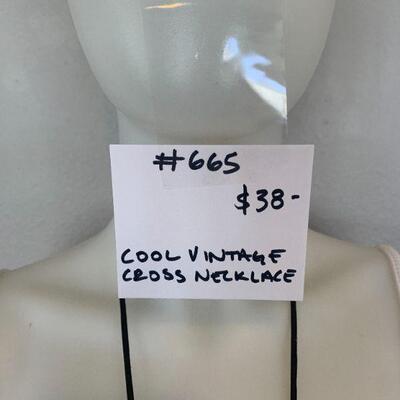 #665
$38-
COOL VINTAGE
CROSS NECKLACE